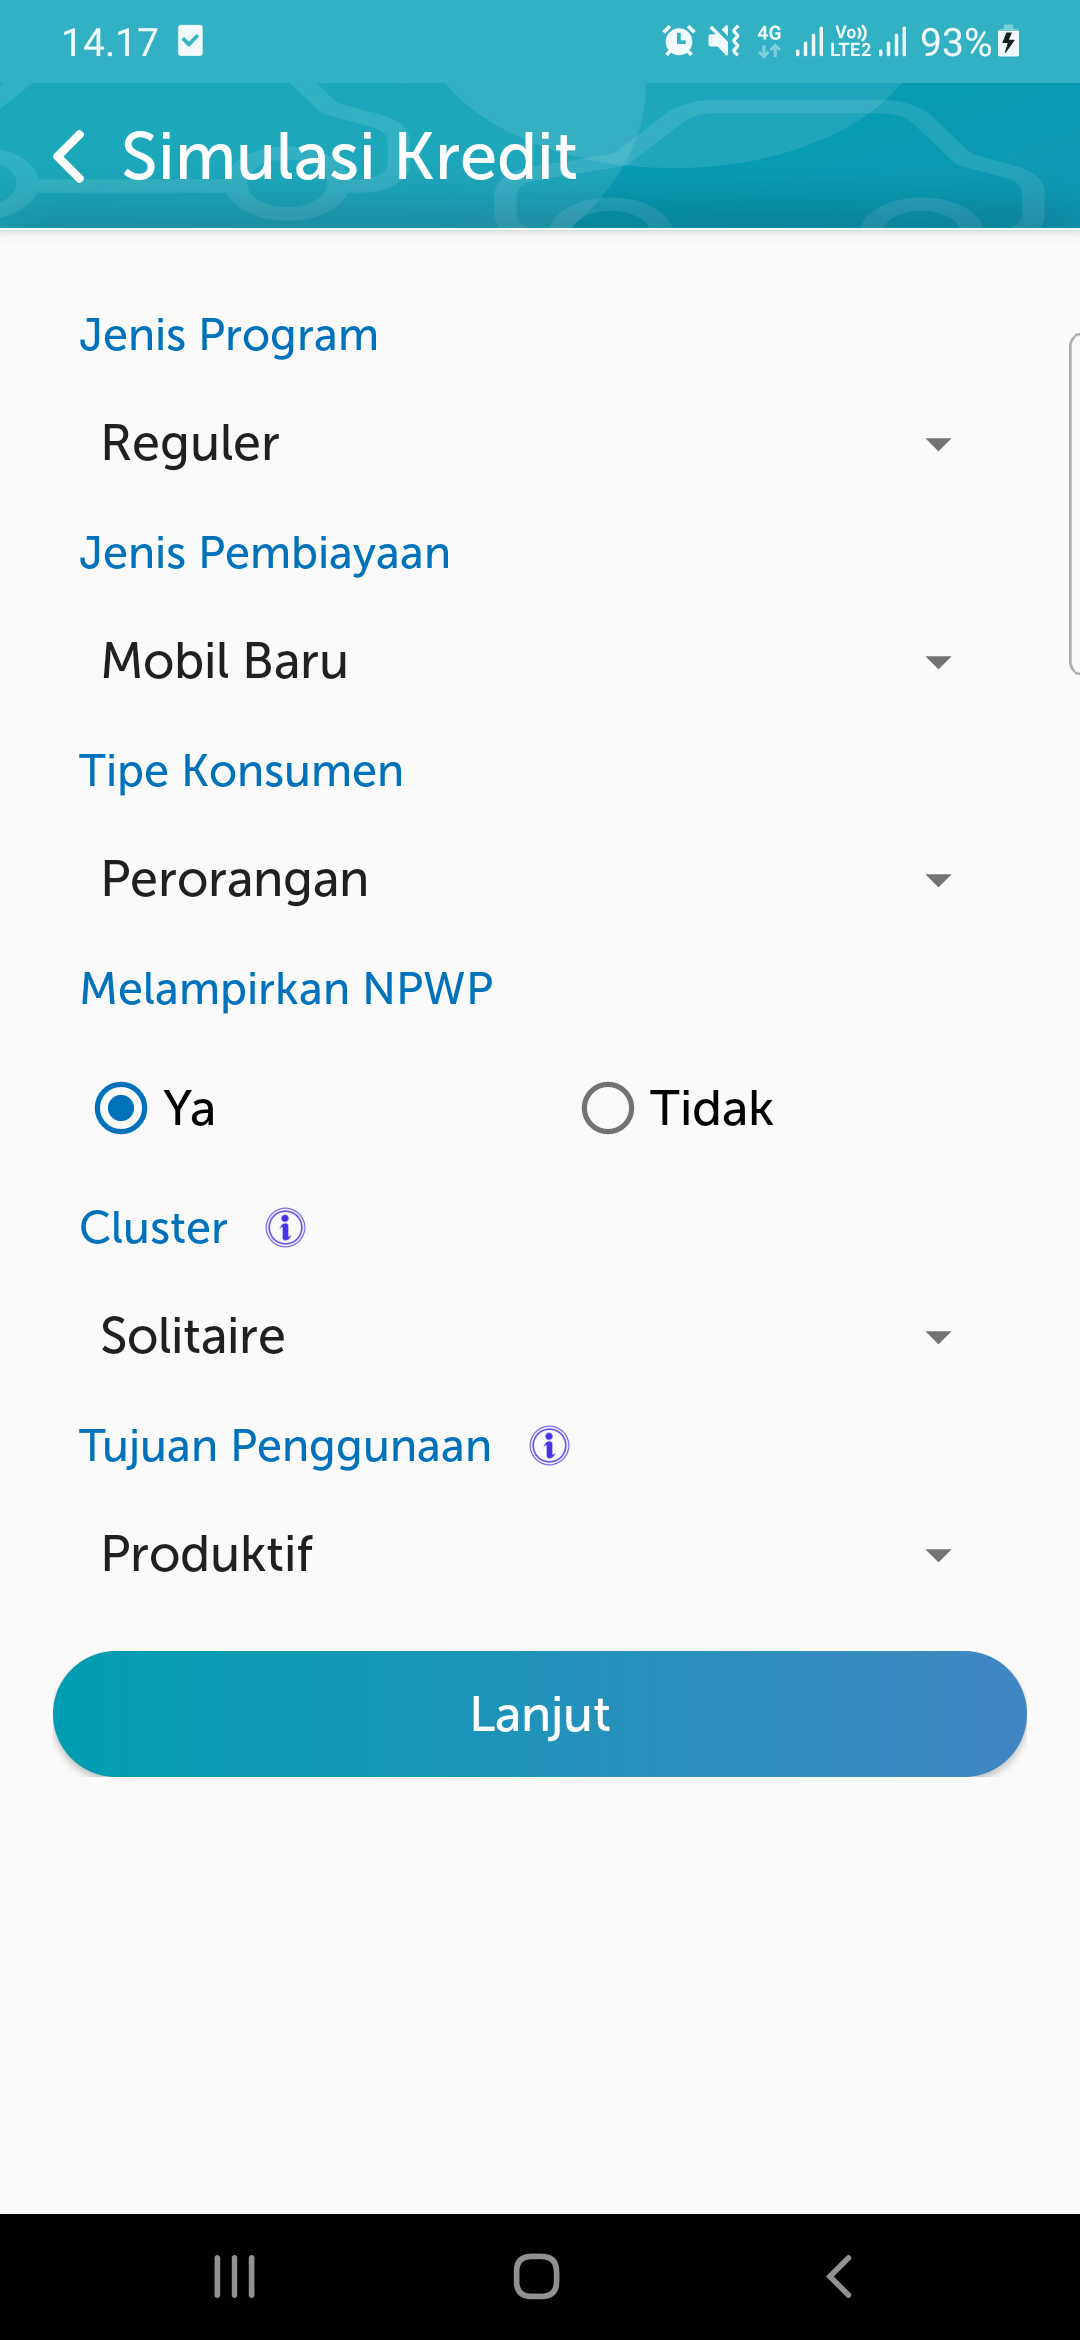 14.17
4G Vo)) LTE2 93%
Simulasi Kredit
Jenis Program
Reguler
Jenis Pembiayaan
Mobil Baru
Tipe Konsumen
Perorangan
Melampirkan NPWP
Ya Tidak
Cluster
Solitaire
Tujuan Penggunaan
Produktif
Lanjut